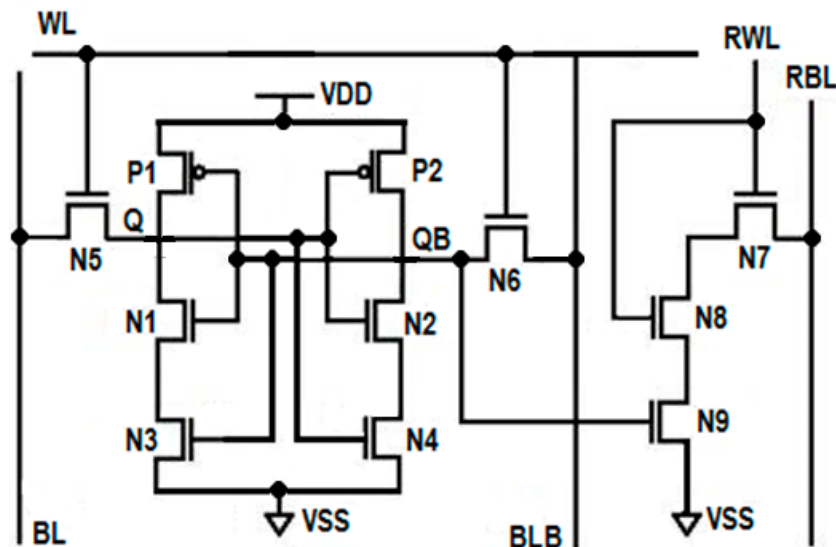 WL
RWL
RBL
VDD
P1
P2
Q
QB
N5
N6
N7
N1
N2
N8
N3
N4
N9
BL
VSS
BLB
VSS